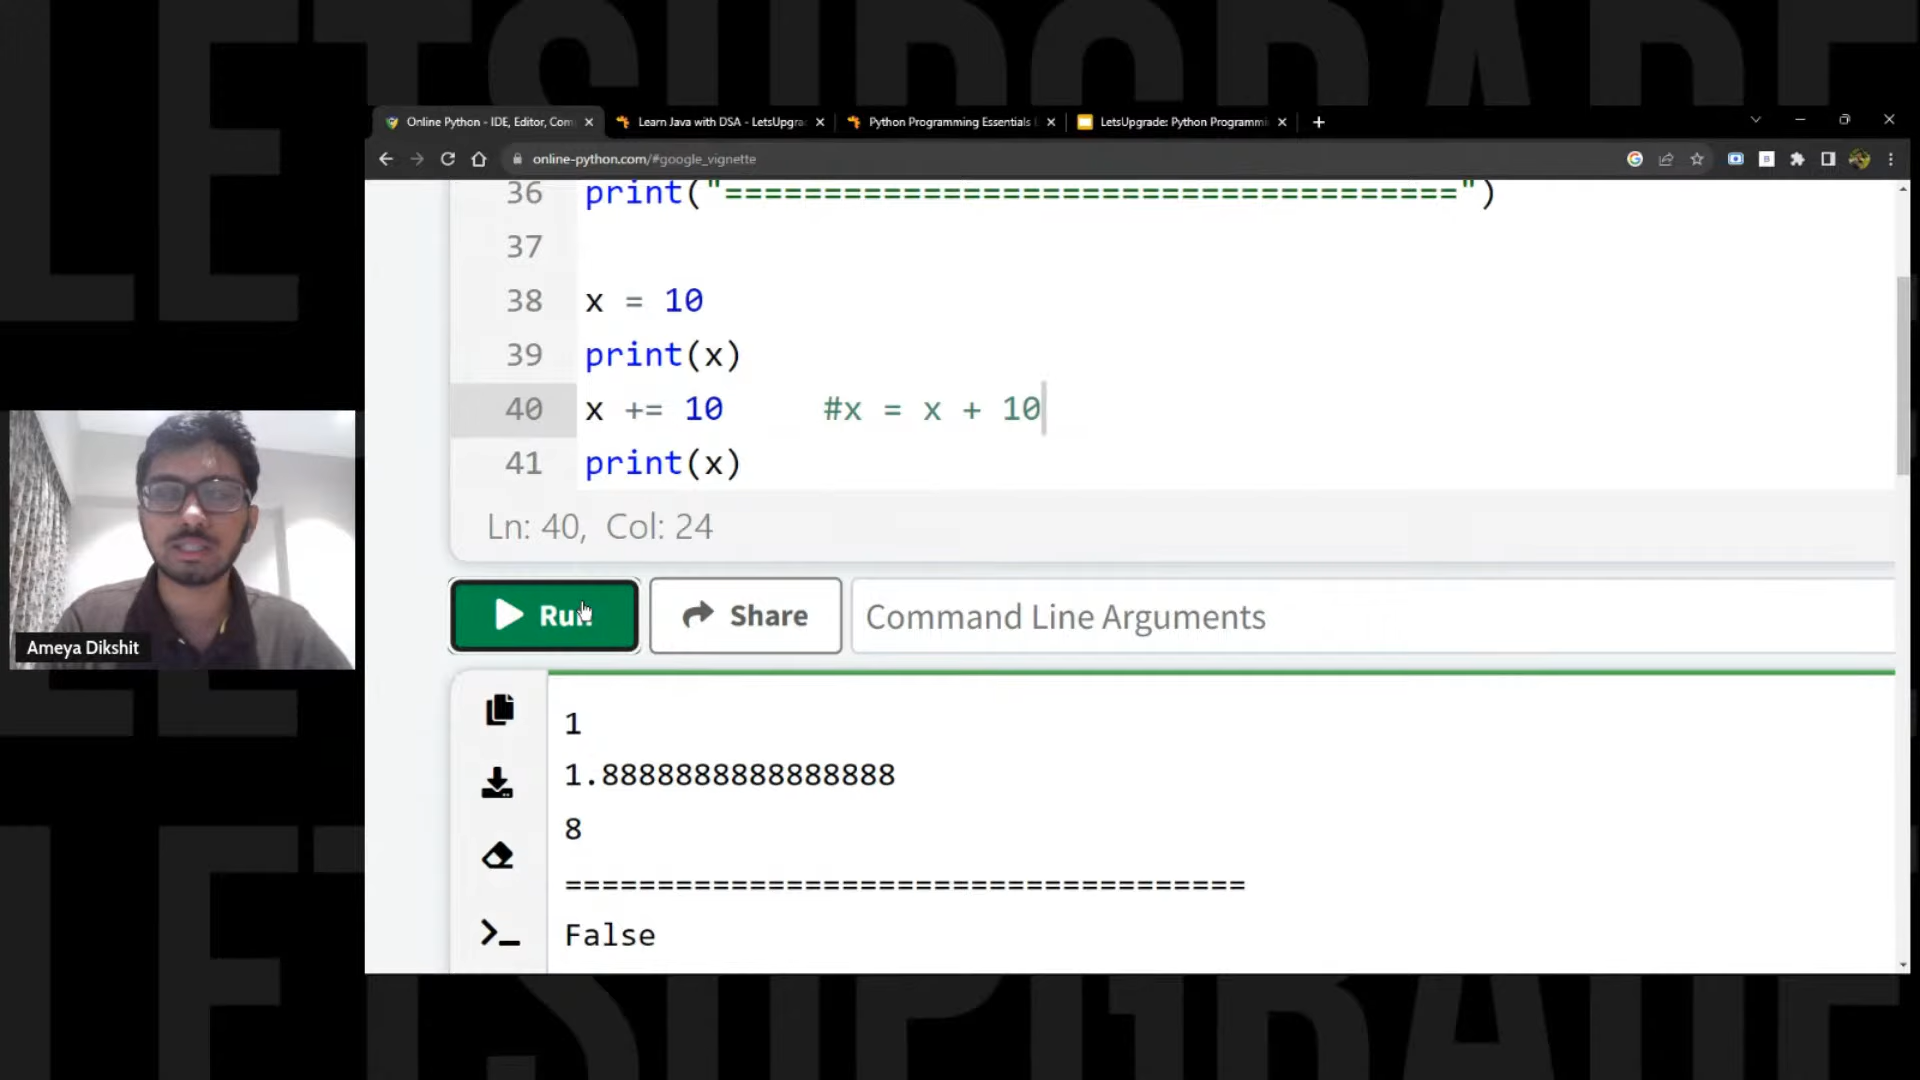 LETSUPGRADE
Online Python - IDE, Editor, Com
Learn Java with DSA - LetsUpgra
Python Programming Essentials
LetsUpgrade: Python Programmi
online-python.com/#google_vignette
36 print("=====================================")
37
38 x = 10
39 print(x)
40 x += 10 #x = x + 10
41 print(x)
Ln: 40, Col: 24
Run
Share
Command Line Arguments
1
1.8888888888888888
8
=====================================
False
Ameya Dikshit
LETSUPGRADE